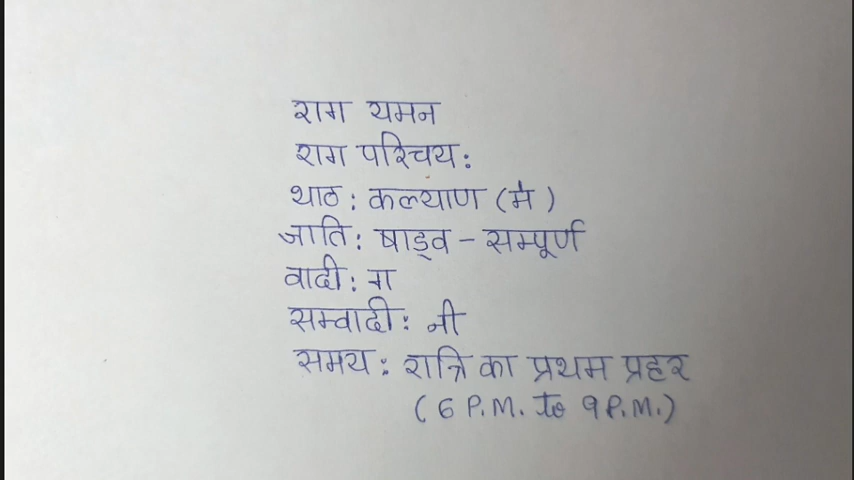 राग यमन
राग परिचय:
थाठ: कल्याण (म॑)
जाति: षाड्व - सम्पूर्ण
वादी: ग
सम्वादी: नी
समय: रात्रि का प्रथम प्रहर
(6 P.M. to 9 P.M.)